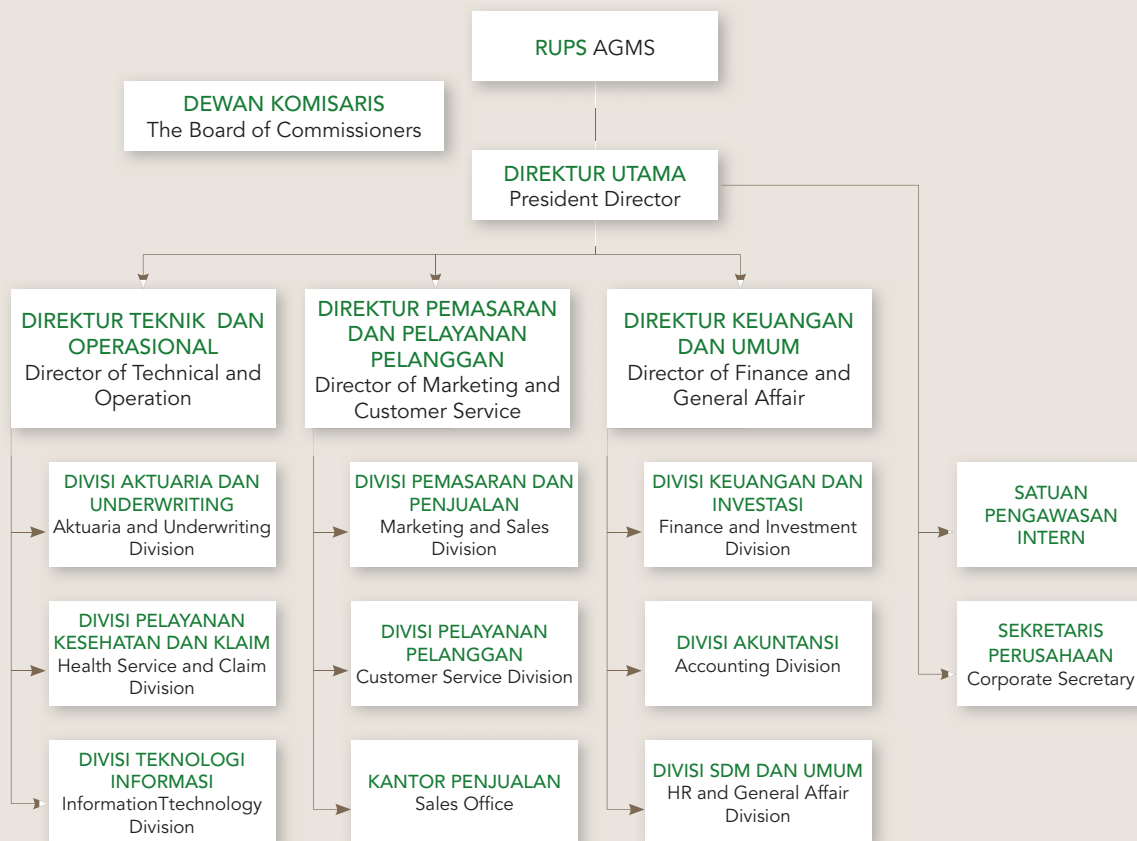 RUPS AGMS
DEWAN KOMISARIS
The Board of Commissioners
DIREKTUR UTAMA
President Director
DIREKTUR TEKNIK DAN
OPERASIONAL
Director of Technical and
Operation
DIREKTUR PEMASARAN
DAN PELAYANAN
PELANGGAN
Director of Marketing and
Customer Service
DIREKTUR KEUANGAN
DAN UMUM
Director of Finance and
General Affair
DIVISI AKTUARIA DAN
UNDERWRITING
Aktuaria and Underwriting
Division
DIVISI PEMASARAN DAN
PENJUALAN
Marketing and Sales
Division
DIVISI KEUANGAN DAN
INVESTASI
Finance and Investment
Division
SATUAN
PENGAWASAN
INTERN
DIVISI PELAYANAN
KESEHATAN DAN KLAIM
Health Service and Claim
Division
DIVISI PELAYANAN
PELANGGAN
Customer Service Division
DIVISI AKUNTANSI
Accounting Division
SEKRETARIS
PERUSAHAAN
Corporate Secretary
DIVISI TEKNOLOGI
INFORMASI
InformationTtechnology
Division
KANTOR PENJUALAN
Sales Office
DIVISI SDM DAN UMUM
HR and General Affair
Division